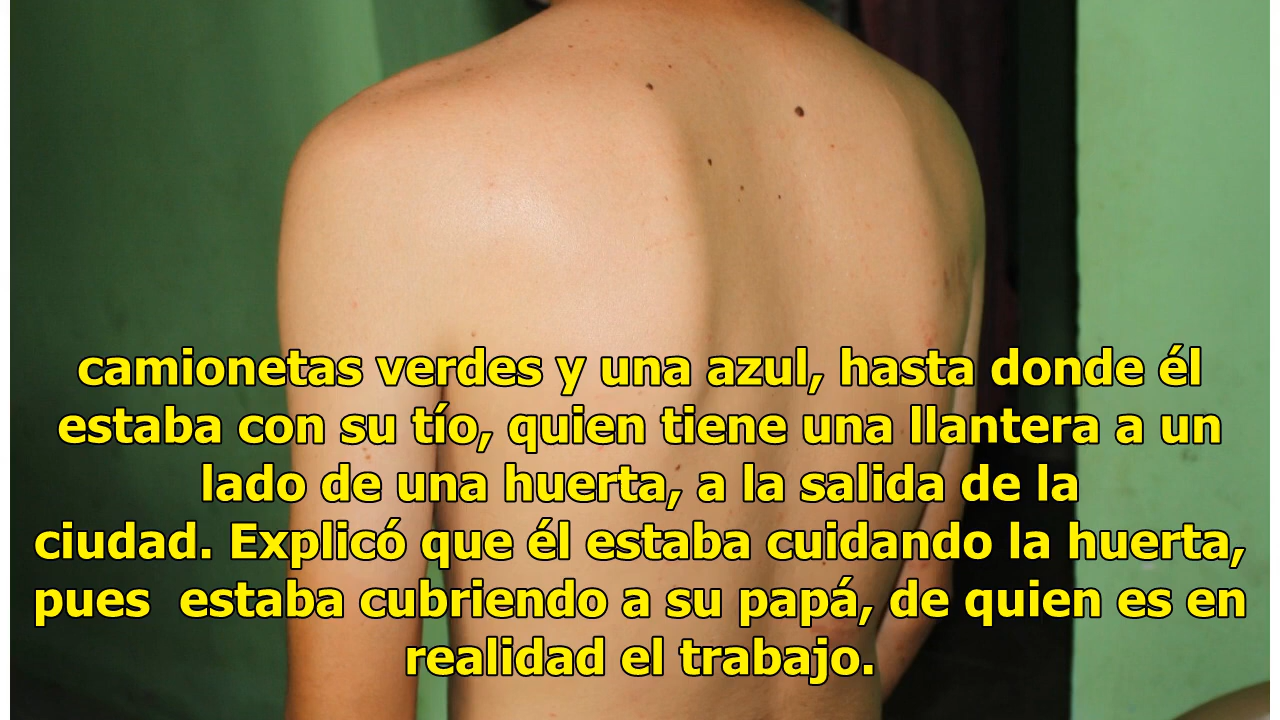 camionetas verdes y una azul, hasta donde él
estaba con su tío, quien tiene una llantera a un
lado de una huerta, a la salida de la
ciudad. Explicó que él estaba cuidando la huerta,
pues  estaba cubriendo a su papá, de quien es en
realidad el trabajo.